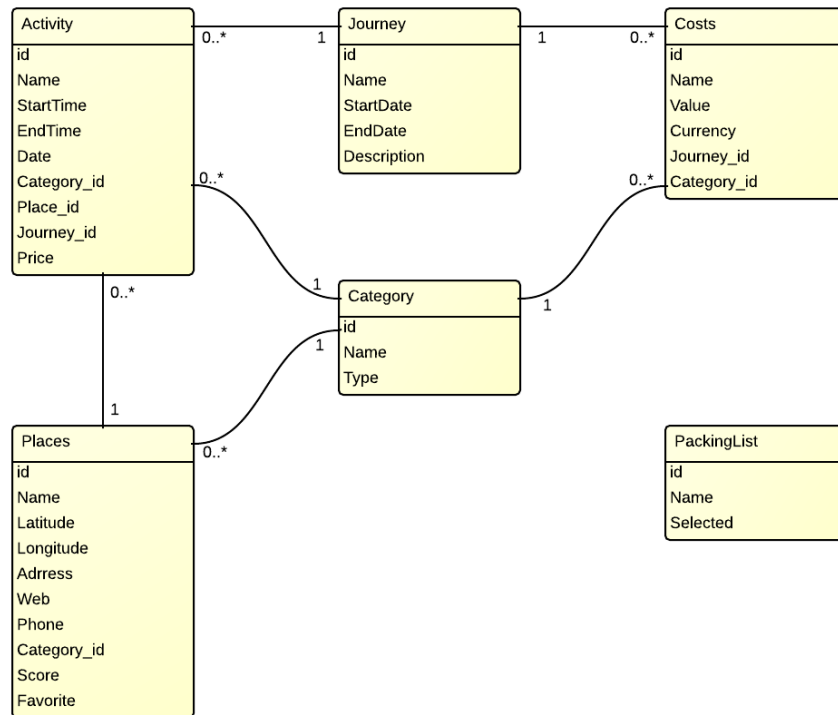 Activity
id
Name
StartTime
EndTime
Date
Category_id
Place_id
Journey_id
Price
0..*
1
Journey
id
Name
StartDate
EndDate
Description
1
0..*
Costs
id
Name
Value
Currency
Journey_id
Category_id
0..*
1
0..*
1
Category
id
Name
Type
1
0..*
0..*
1
Places
id
Name
Latitude
Longitude
Adrress
Web
Phone
Category_id
Score
Favorite
PackingList
id
Name
Selected